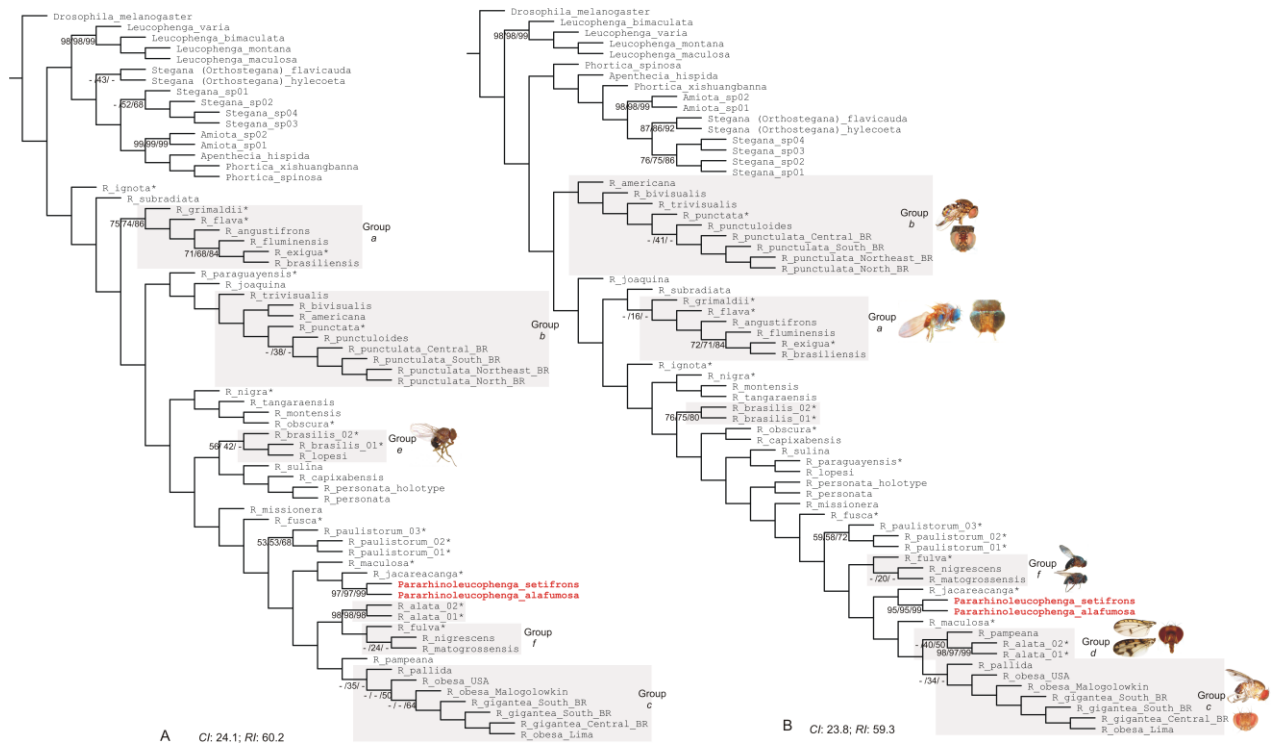 Drosophila_melanogaster
Leucophenga_varia
98/98/99
Leucophenga_bimaculata
Leucophenga_montana
Leucophenga_maculosa
Stegana (Orthostegana)_flavicauda
- /43/ -
Stegana (Orthostegana)_hylecoeta
Stegana_sp01
- /52/68
Stegana_sp02
Stegana_sp04
Stegana_sp03
Amiota_sp02
99/99/99
Amiota_sp01
Apenthecia_hispida
Phortica_xishuangbanna
Phortica_spinosa
R_ignota*
R_subradiata
R_grimaldii*
75/74/86
R_flava*
Group
a
R_angustifrons
R_fluminensis
71/68/84
R_exigua*
R_brasiliensis
R_paraguayensis*
R_joaquina
R_trivisualis
R_bivisualis
R_americana
R_punctata*
Group
b
R_punctuloides
- /38/ -
R_punctulata_Central_BR
R_punctulata_South_BR
R_punctulata_Northeast_BR
R_punctulata_North_BR
R_nigra*
R_tangaraensis
R_montensis
R_obscura*
R_brasilis_02*
56/ 42/ -
R_brasilis_01*
Group
e
R_lopesi
R_sulina
R_capixabensis
R_personata_holotype
R_personata
R_missionera
R_fusca*
R_paulistorum_03*
53/53/68
R_paulistorum_02*
R_paulistorum_01*
R_maculosa*
R_jacareacanga*
Pararhinoleucophenga_setifrons
97/97/99
Pararhinoleucophenga_alafumosa
R_alata_02*
98/98/98
R_alata_01*
R_fulva*
Group
f
R_nigrescens
- /24/ -
R_matogrossensis
R_pampeana
R_pallida
- /35/ -
R_obesa_USA
- / - /50
R_obesa_Malogolowkin
- / - /64
R_gigantea_South_BR
Group
c
R_gigantea_South_BR
R_gigantea_Central_BR
R_obesa_Lima
A
CI: 24.1; RI: 60.2
Drosophila_melanogaster
Leucophenga_bimaculata
98/98/99
Leucophenga_varia
Leucophenga_montana
Leucophenga_maculosa
Phortica_spinosa
Apenthecia_hispida
Phortica_xishuangbanna
Amiota_sp02
98/98/99
Amiota_sp01
Stegana (Orthostegana)_flavicauda
87/86/92
Stegana (Orthostegana)_hylecoeta
Stegana_sp04
Stegana_sp03
76/75/86
Stegana_sp02
Stegana_sp01
R_americana
R_bivisualis
R_trivisualis
Group
b
R_punctata*
R_punctuloides
- /41/ -
R_punctulata_Central_BR
R_punctulata_South_BR
R_punctulata_Northeast_BR
R_punctulata_North_BR
R_joaquina
R_subradiata
R_grimaldii*
- /16/ -
R_flava*
Group
a
R_angustifrons
R_fluminensis
72/71/84
R_exigua*
R_brasiliensis
R_ignota*
R_nigra*
R_montensis
R_tangaraensis
R_brasilis_02*
76/75/80
R_brasilis_01*
R_obscura*
R_capixabensis
R_sulina
R_paraguayensis*
R_lopesi
R_personata_holotype
R_personata
R_missionera
R_fusca*
R_paulistorum_03*
59/58/72
R_paulistorum_02*
R_paulistorum_01*
R_fulva*
Group
f
R_nigrescens
- /20/ -
R_matogrossensis
R_jacareacanga*
Pararhinoleucophenga_setifrons
95/95/99
Pararhinoleucophenga_alafumosa
R_maculosa*
R_pampeana
- /40/50
Group
d
R_alata_02*
98/97/99
R_alata_01*
R_pallida
- /34/ -
R_obesa_USA
R_obesa_Malogolowkin
R_gigantea_South_BR
Group
c
R_gigantea_South_BR
R_gigantea_Central_BR
R_obesa_Lima
B
CI: 23.8; RI: 59.3